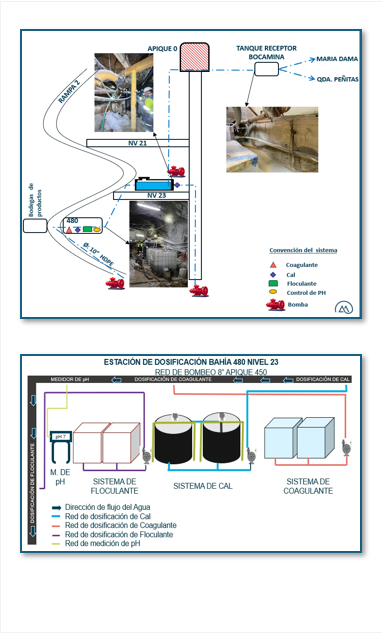 APIQUE 0
TANQUE RECEPTOR
BOCAMINA
MARIA DAMA
QDA. PEÑITAS
RAMPA 2
NV 21
NV 23
Bodegas de
productos
480
Ø- 10" HDPE
Convención del sistema
Coagulante
Cal
Floculante
Control de PH
Bomba
ESTACIÓN DE DOSIFICACIÓN BAHÍA 480 NIVEL 23
RED DE BOMBEO 8" APIQUE 450
MEDIDOR DE pH
DOSIFICACIÓN DE COAGULANTE
DOSIFICACIÓN DE CAL
DOSIFICACIÓN DE FLOCULANTE
pH 7
M. DE
pH
SISTEMA DE
FLOCULANTE
SISTEMA DE CAL
SISTEMA DE
COAGULANTE
Dirección de flujo del Agua
Red de dosificación de Cal
Red de dosificación de Coagulante
Red de dosificación de Floculante
Red de medición de pH